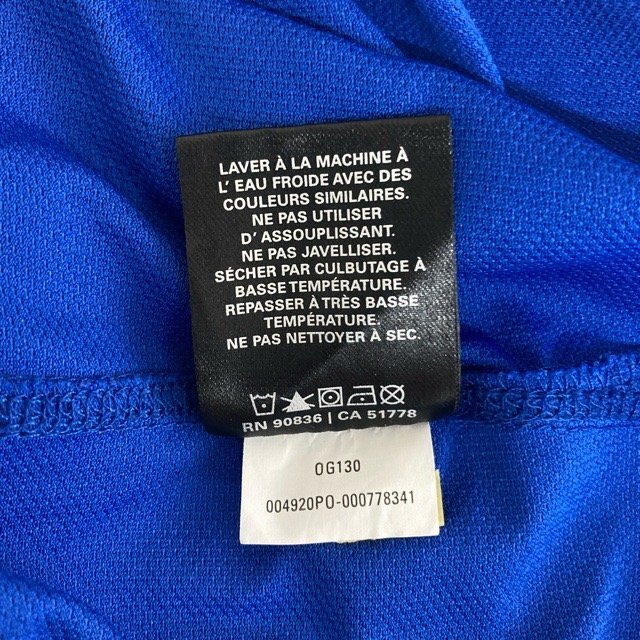 LAVER À LA MACHINE À
L' EAU FROIDE AVEC DES
COULEURS SIMILAIRES.
NE PAS UTILISER
D' ASSOUPLISSANT.
NE PAS JAVELLISER.
SÉCHER PAR CULBUTAGE À
BASSE TEMPÉRATURE.
REPASSER À TRÈS BASSE
TEMPÉRATURE.
NE PAS NETTOYER À SEC.
RN 90836 | CA 51778
OG130
004920PO-000778341